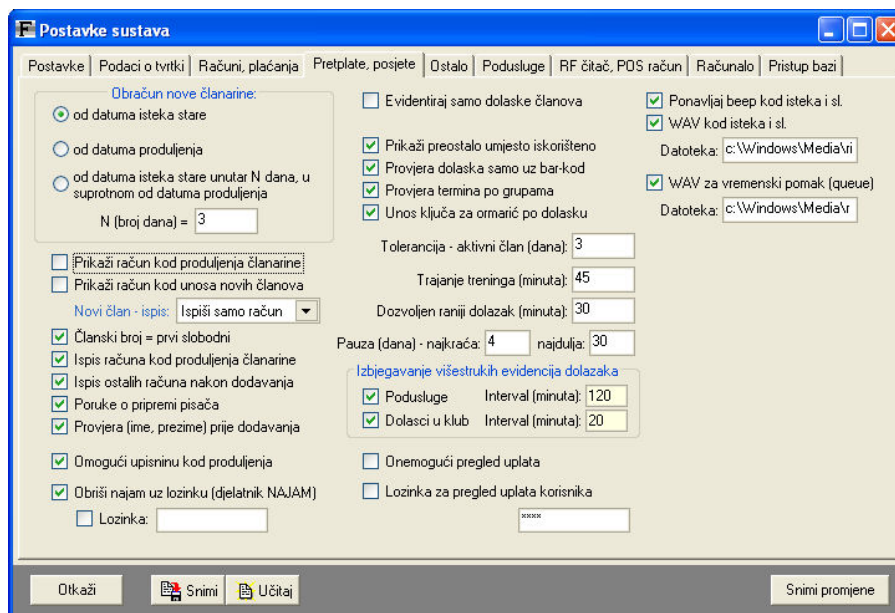 Postavke sustava
Postavke Podaci o tvrtki Računi, plaćanja Pretplate, posjete Ostalo Podusluge RF čitač, POS račun Računalo Pristup bazi
Obračun nove članarine:
od datuma isteka stare
od datuma produljenja
od datuma isteka stare unutar N dana, u
suprotnom od datuma produljenja
N (broj dana) = 3
Prikaži račun kod produljenja članarine
Prikaži račun kod unosa novih članova
Novi član - ispis: Ispiši samo račun
Članski broj = prvi slobodni
Ispis računa kod produljenja članarine
Ispis ostalih računa nakon dodavanja
Poruke o pripremi pisača
Provjera (ime, prezime) prije dodavanja
Omogući upisninu kod produljenja
Obriši najam uz lozinku (djelatnik NAJAM)
Lozinka:
Evidentiraj samo dolaske članova
Prikaži preostalo umjesto iskorišteno
Provjera dolaska samo uz bar-kod
Provjera termina po grupama
Unos ključa za ormarić po dolasku
Tolerancija - aktivni član (dana): 3
Trajanje treninga (minuta): 45
Dozvoljen raniji dolazak (minuta): 30
Pauza (dana) - najkraća: 4 najdulja: 30
Izbjegavanje višestrukih evidencija dolazaka
Podusluge Interval (minuta): 120
Dolasci u klub Interval (minuta): 20
Onemogući pregled uplata
Lozinka za pregled uplata korisnika
****
Ponavljaj beep kod isteka i sl.
WAV kod isteka i sl.
Datoteka: c:\Windows\Media\ri
WAV za vremenski pomak (queue)
Datoteka: c:\Windows\Media\r
Otkaži Snimi Učitaj Snimi promjene